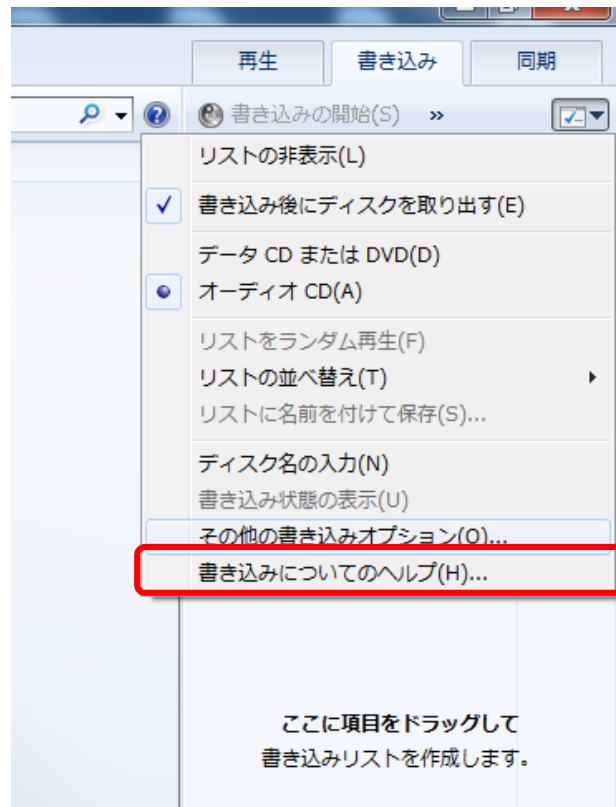 再生 書き込み 同期
書き込みの開始(S) »
リストの非表示(L)
書き込み後にディスクを取り出す(E)
データ CD または DVD(D)
オーディオ CD(A)
リストをランダム再生(F)
リストの並べ替え(T)
リストに名前を付けて保存(S)...
ディスク名の入力(N)
書き込み状態の表示(U)
その他の書き込みオプション(O)...
書き込みについてのヘルプ(H)...
ここに項目をドラッグして
書き込みリストを作成します。